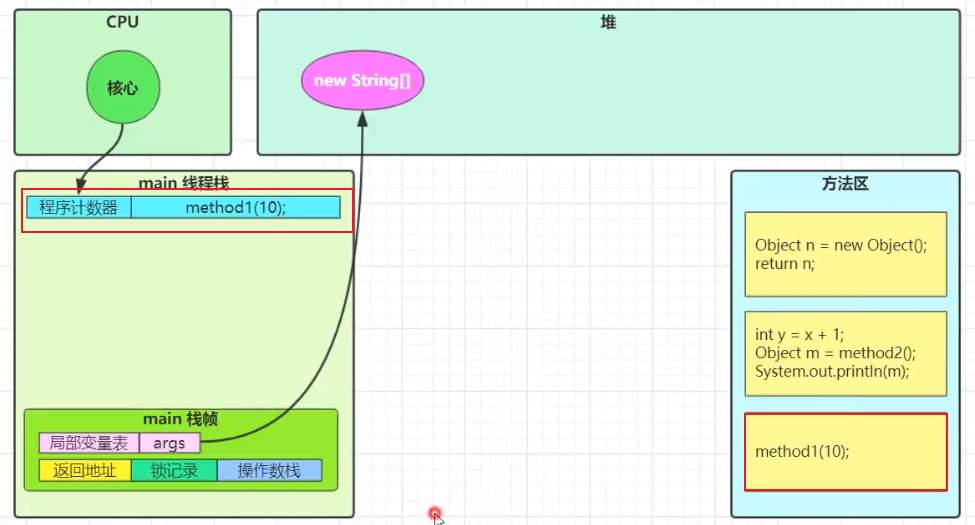 CPU
核心
堆
new String[]
main 线程栈
程序计数器 method1(10);
main 栈帧
局部变量表 args
返回地址 锁记录 操作数栈
方法区
Object n = new Object();
return n;
int y = x + 1;
Object m = method2();
System.out.println(m);
method1(10);